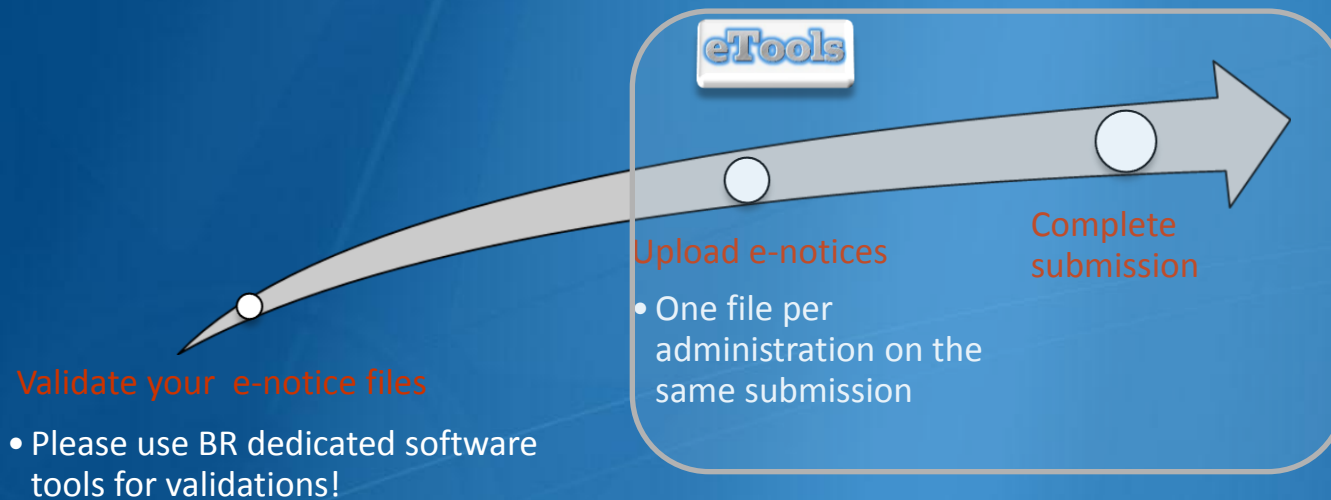 eTools
Validate your e-notice files
• Please use BR dedicated software
tools for validations!
Upload e-notices
• One file per
administration on the
same submission
Complete
submission